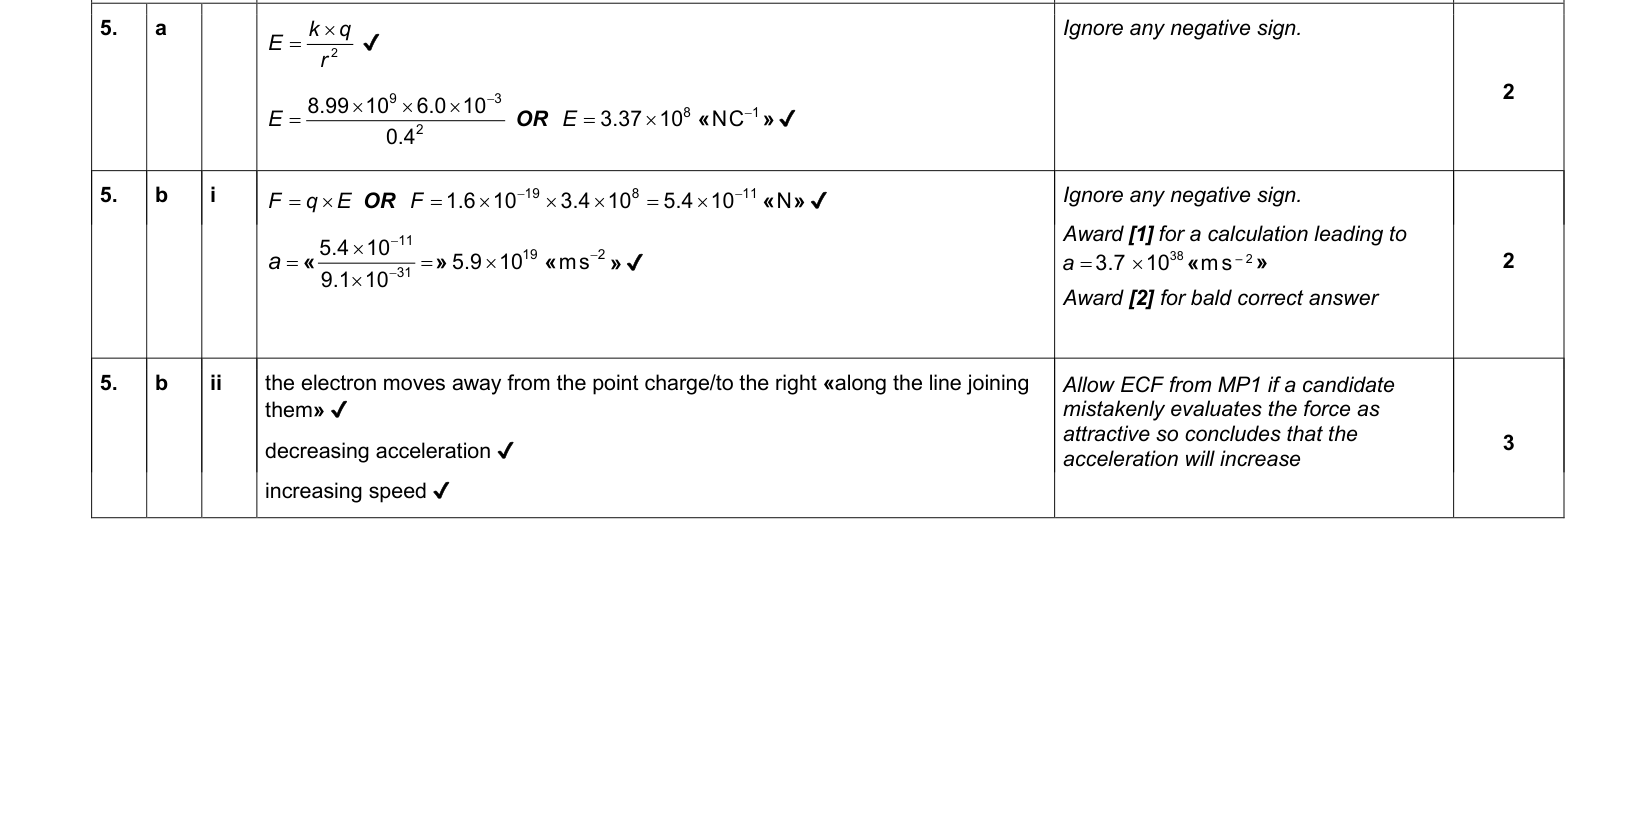 5. a E = k × q / r² ✓ Ignore any negative sign.
E = 8.99 × 10⁹ × 6.0 × 10⁻³ / 0.4² OR E = 3.37 × 10⁸ «N C⁻¹» ✓ 2
5. b i F = q × E OR F = 1.6 × 10⁻¹⁹ × 3.4 × 10⁸ = 5.4 × 10⁻¹¹ «N» ✓ Ignore any negative sign.
a = « 5.4 × 10⁻¹¹ / 9.1 × 10⁻³¹ = » 5.9 × 10¹⁹ «m s⁻²» ✓ Award [1] for a calculation leading to
a = 3.7 × 10³⁸ «m s⁻²» 2
Award [2] for bald correct answer
5. b ii the electron moves away from the point charge/to the right «along the line joining
them» ✓
decreasing acceleration ✓
increasing speed ✓
Allow ECF from MP1 if a candidate
mistakenly evaluates the force as
attractive so concludes that the
acceleration will increase
3